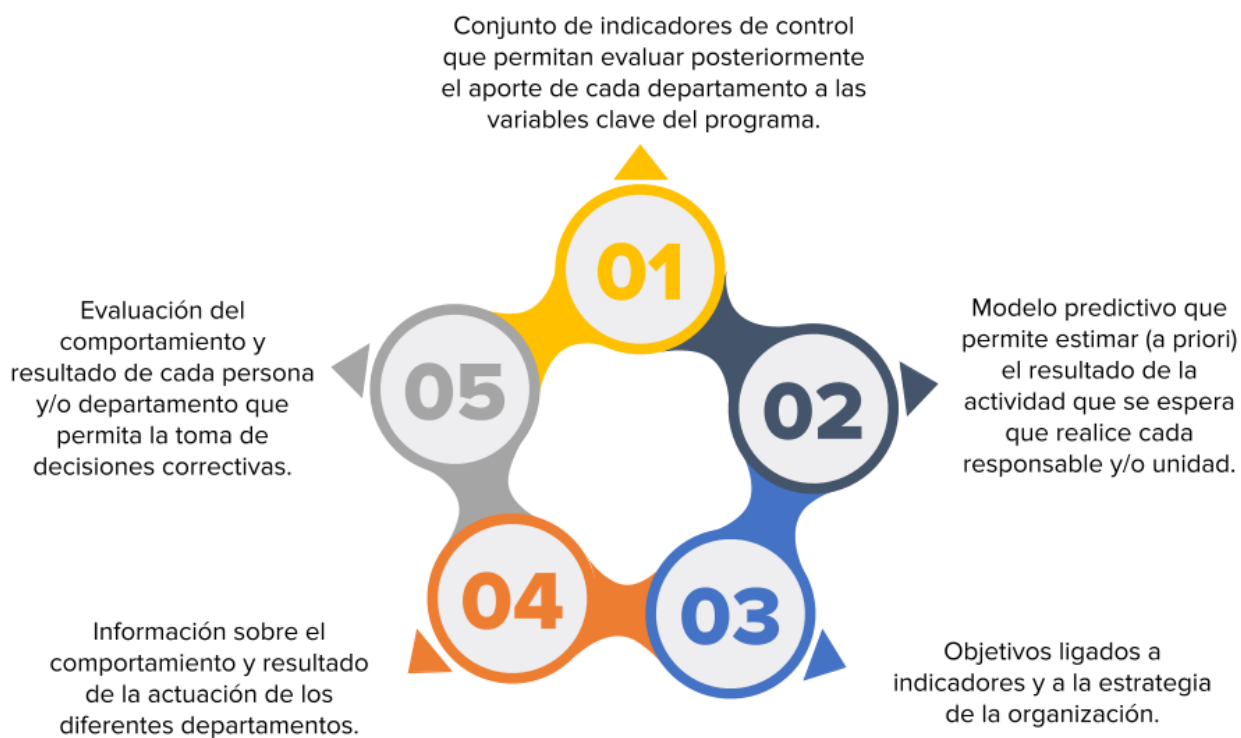 Conjunto de indicadores de control
que permitan evaluar posteriormente
el aporte de cada departamento a las
variables clave del programa.
01
Modelo predictivo que
permite estimar (a priori)
el resultado de la
actividad que se espera
que realice cada
responsable y/o unidad.
02
Objetivos ligados a
indicadores y a la estrategia
de la organización.
03
Información sobre el
comportamiento y resultado
de la actuación de los
diferentes departamentos.
04
Evaluación del
comportamiento y
resultado de cada persona
y/o departamento que
permita la toma de
decisiones correctivas.
05